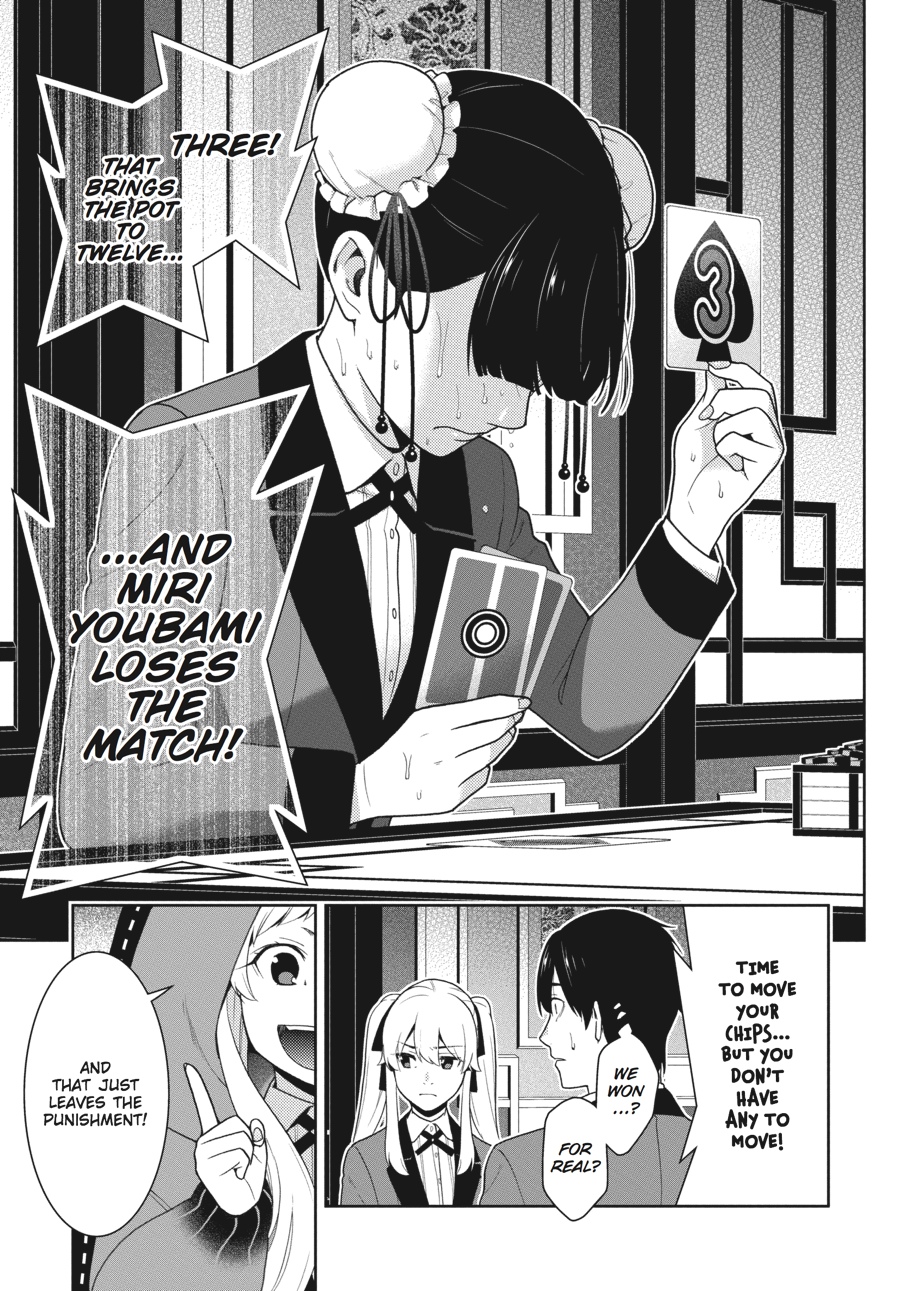 THREE!
THAT
BRINGS
THE POT
TO
TWELVE...
3
...AND
MIRI
YOUBAMI
LOSES
THE
MATCH!
TIME
TO MOVE
YOUR
CHIPS...
BUT YOU
DON'T
HAVE
ANY TO
MOVE!
WE
WON
...?
FOR
REAL?
AND
THAT JUST
LEAVES THE
PUNISHMENT!